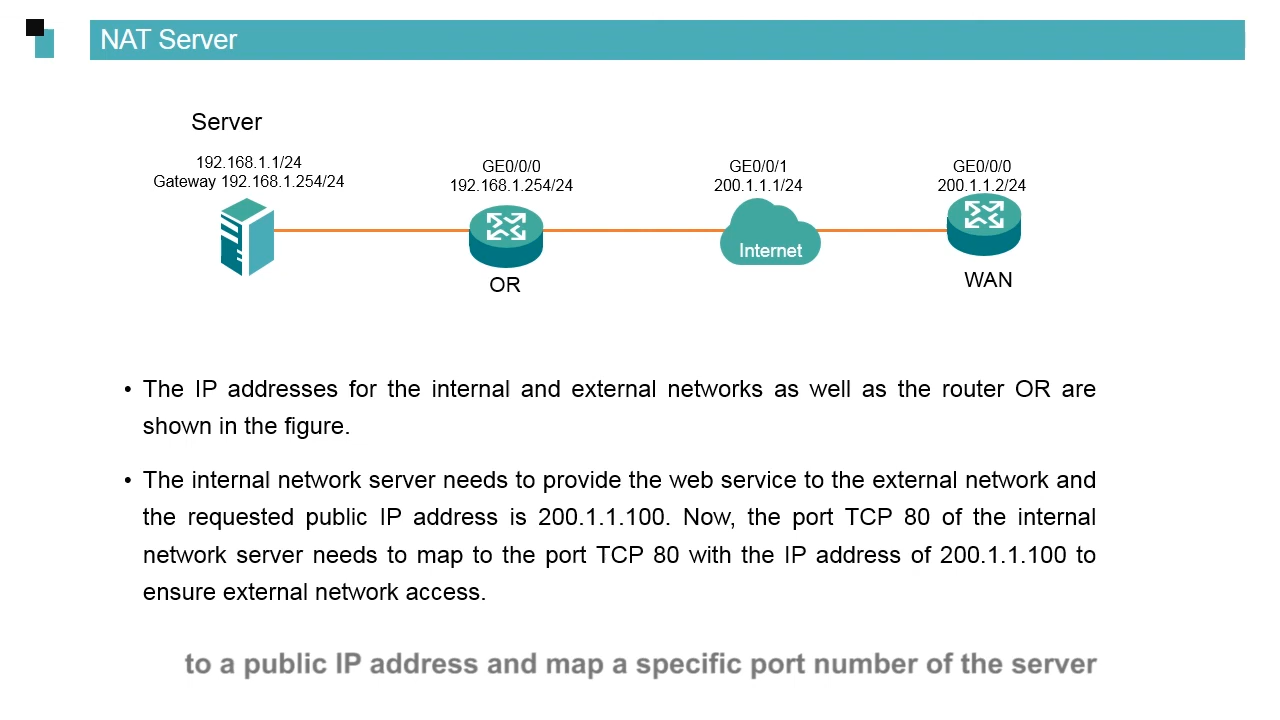 NAT Server
Server
192.168.1.1/24
Gateway 192.168.1.254/24
GE0/0/0
192.168.1.254/24
GE0/0/1
200.1.1.1/24
GE0/0/0
200.1.1.2/24
Internet
OR
WAN
• The IP addresses for the internal and external networks as well as the router OR are
shown in the figure.
• The internal network server needs to provide the web service to the external network and
the requested public IP address is 200.1.1.100. Now, the port TCP 80 of the internal
network server needs to map to the port TCP 80 with the IP address of 200.1.1.100 to
ensure external network access.
to a public IP address and map a specific port number of the server